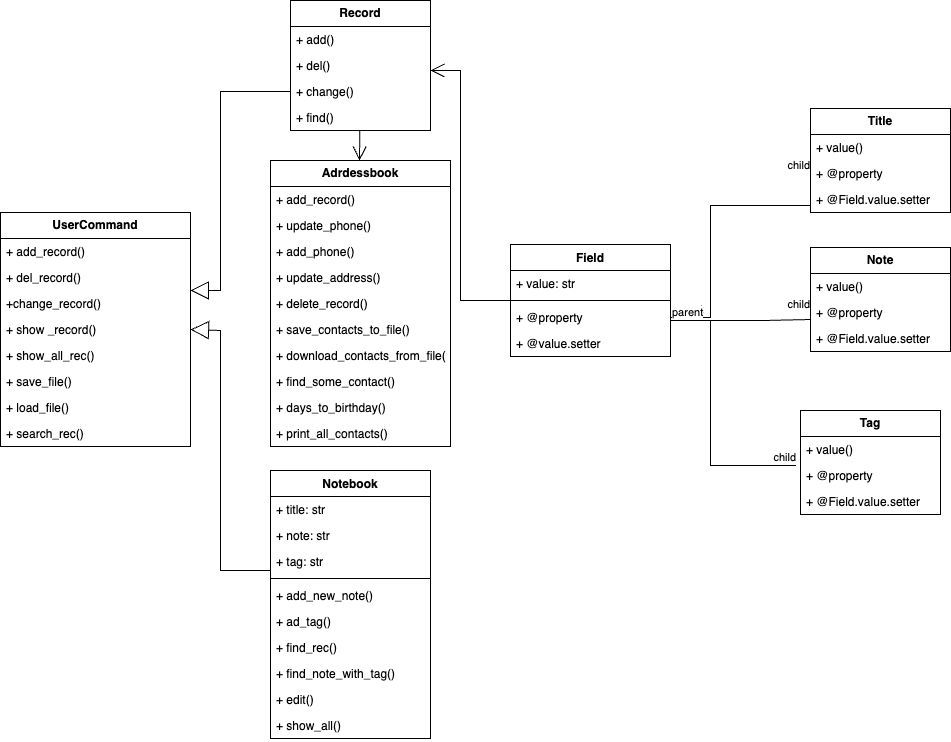 Record
+ add()
+ del()
+ change()
+ find()
Adrdessbook
+ add_record()
+ update_phone()
+ add_phone()
+ update_address()
+ delete_record()
+ save_contacts_to_file()
+ download_contacts_from_file(
+ find_some_contact()
+ days_to_birthday()
+ print_all_contacts()
UserCommand
+ add_record()
+ del_record()
+change_record()
+ show _record()
+ show_all_rec()
+ save_file()
+ load_file()
+ search_rec()
Notebook
+ title: str
+ note: str
+ tag: str
+ add_new_note()
+ ad_tag()
+ find_rec()
+ find_note_with_tag()
+ edit()
+ show_all()
Field
+ value: str
+ @property
+ @value.setter
parent
child
Title
+ value()
+ @property
+ @Field.value.setter
child
Note
+ value()
+ @property
+ @Field.value.setter
child
Tag
+ value()
+ @property
+ @Field.value.setter